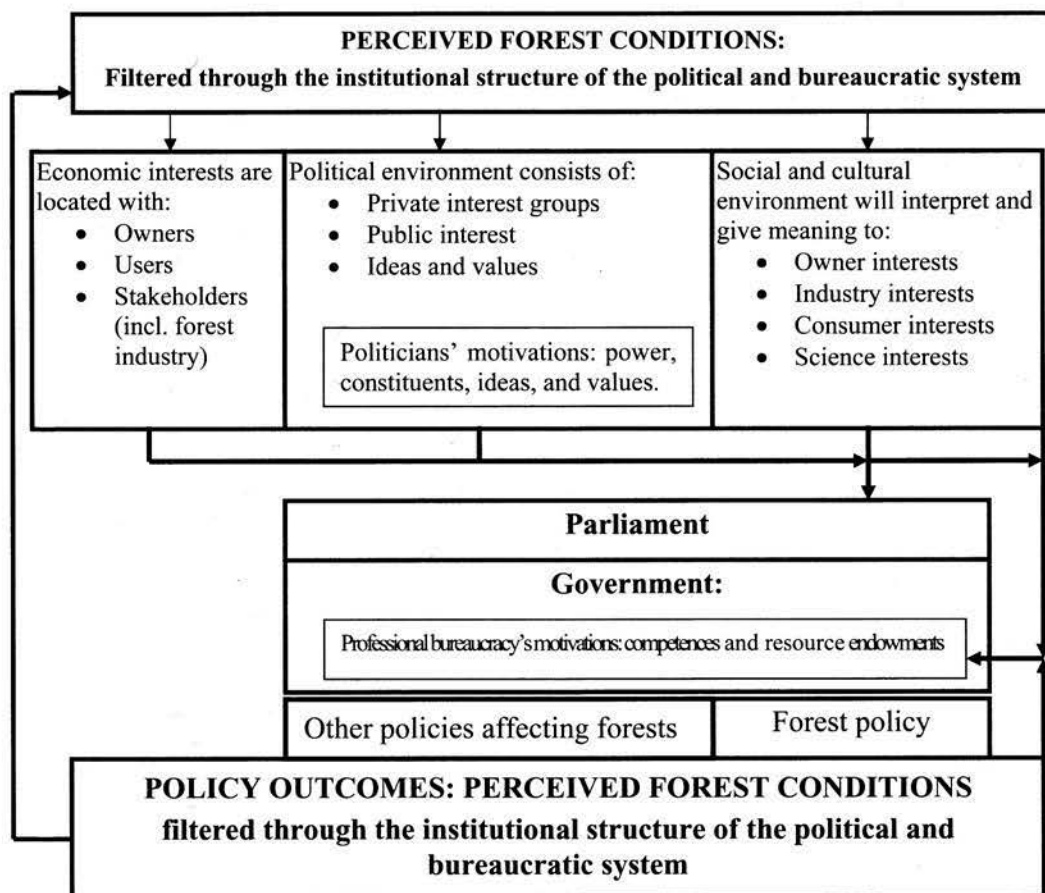 PERCEIVED FOREST CONDITIONS:
Filtered through the institutional structure of the political and bureaucratic system
Economic interests are
located with:
• Owners
• Users
• Stakeholders
(incl. forest
industry)
Political environment consists of:
• Private interest groups
• Public interest
• Ideas and values
Politicians’ motivations: power,
constituents, ideas, and values.
Social and cultural
environment will interpret and
give meaning to:
• Owner interests
• Industry interests
• Consumer interests
• Science interests
Parliament
Government:
Professional bureaucracy’s motivations: competences and resource endowments
Other policies affecting forests
Forest policy
POLICY OUTCOMES: PERCEIVED FOREST CONDITIONS
filtered through the institutional structure of the political and
bureaucratic system